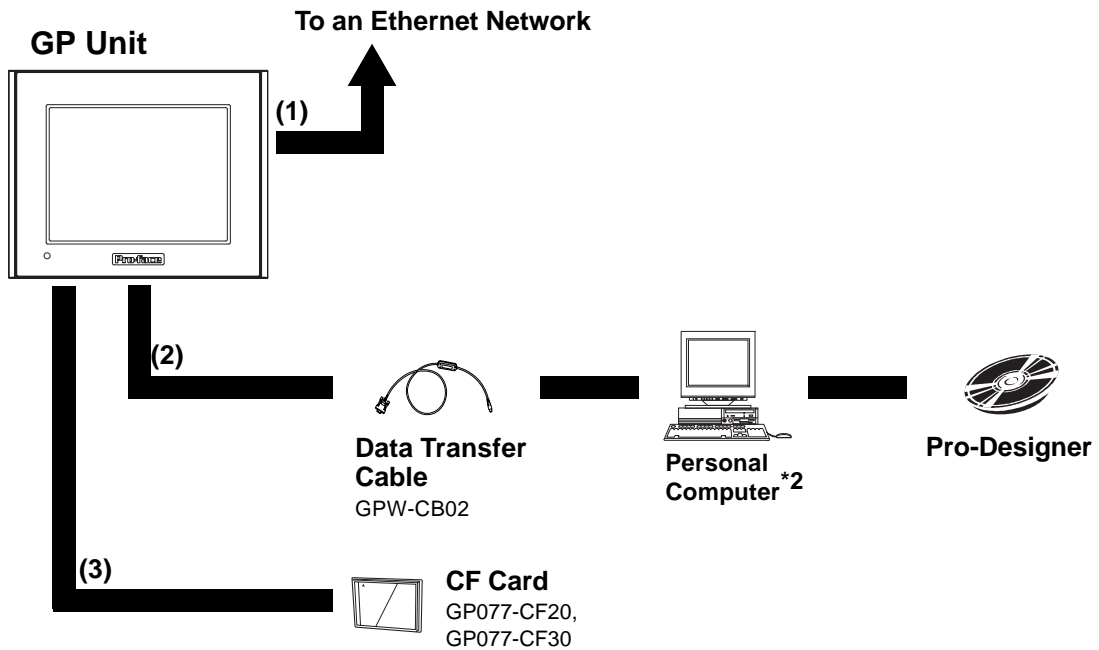 To an Ethernet Network
GP Unit
(1)
Pro-face
(2)
Data Transfer
Cable
GPW-CB02
Personal
Computer*2
Pro-Designer
(3)
CF Card
GP077-CF20,
GP077-CF30